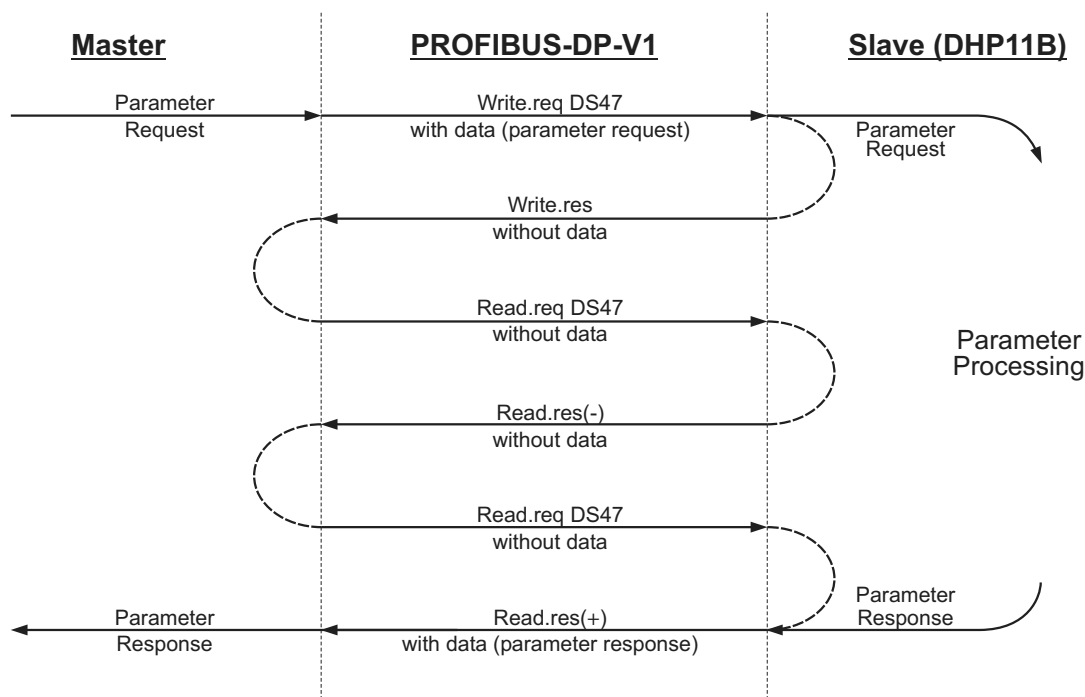 Master
PROFIBUS-DP-V1
Slave (DHP11B)
Parameter
Request
Write.req DS47
with data (parameter request)
Parameter
Request
Write.res
without data
Read.req DS47
without data
Parameter
Processing
Read.res(-)
without data
Read.req DS47
without data
Parameter
Response
Read.res(+)
with data (parameter response)
Parameter
Response